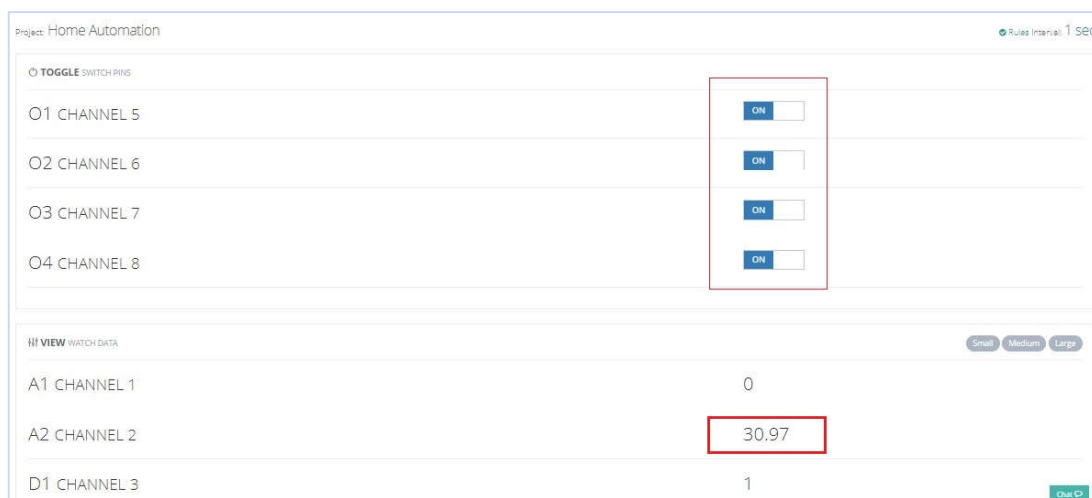 Project: Home Automation
Rules Interval: 1 sec
TOGGLE SWITCH PINS
O1 CHANNEL 5
ON
O2 CHANNEL 6
ON
O3 CHANNEL 7
ON
O4 CHANNEL 8
ON
VIEW WATCH DATA
Small Medium Large
A1 CHANNEL 1
0
A2 CHANNEL 2
30.97
D1 CHANNEL 3
1
Chat